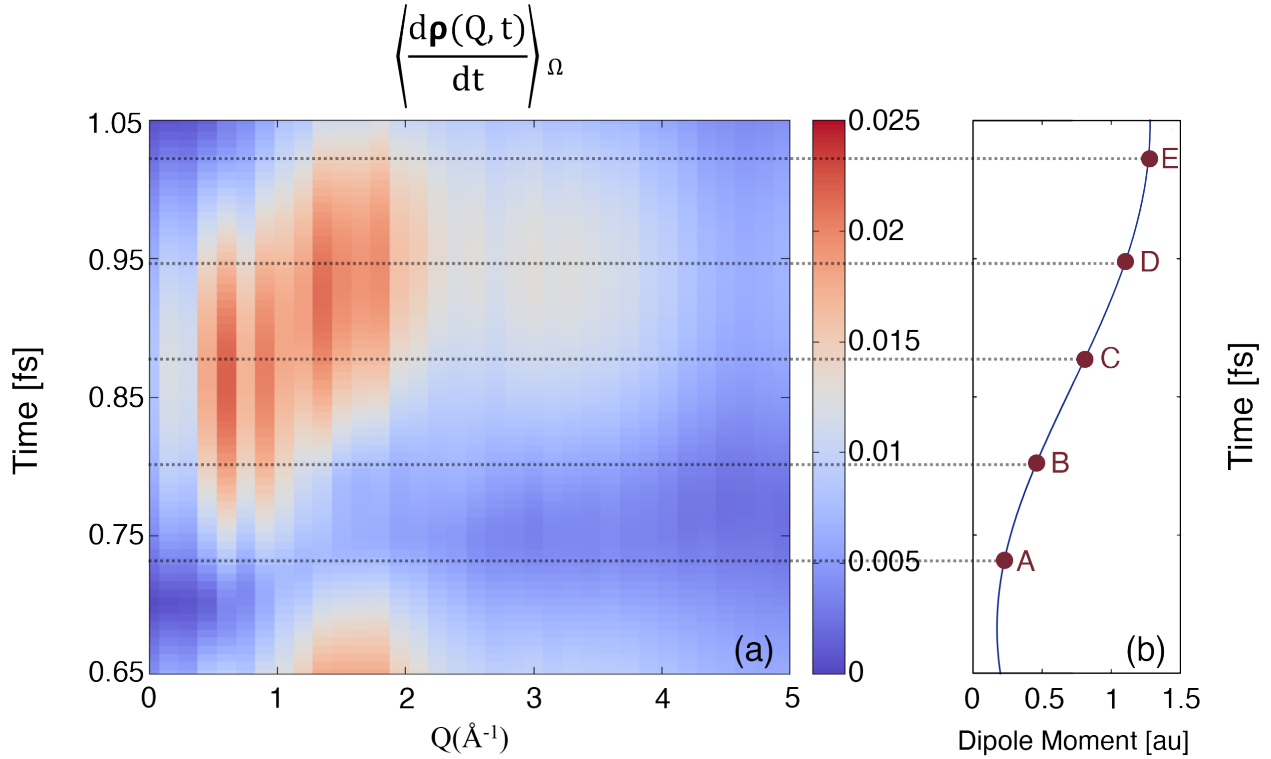 ⟨dρ(Q,t)/dt⟩Ω
1.05
0.95
0.85
0.75
0.65
Time [fs]
0 1 2 3 4 5
Q(Å-1)
(a)
0.025
0.02
0.015
0.01
0.005
0
E
D
C
B
A
(b)
0 0.5 1 1.5
Dipole Moment [au]
Time [fs]